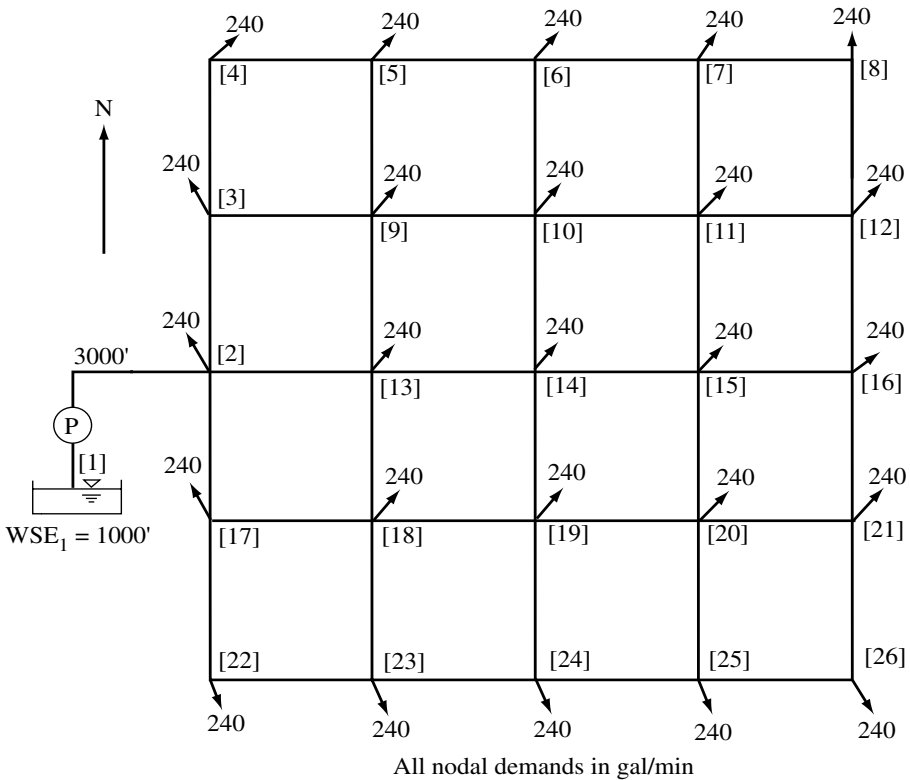 240 240 240 240 240
[4] [5] [6] [7] [8]
N
240 240 240 240 240
[3]
[9] [10] [11] [12]
240 240 240 240 240
3000' [2]
[13] [14] [15] [16]
P
[1] 240 240 240 240 240
WSE1 = 1000' [17] [18] [19] [20] [21]
[22] [23] [24] [25] [26]
240 240 240 240 240
All nodal demands in gal/min